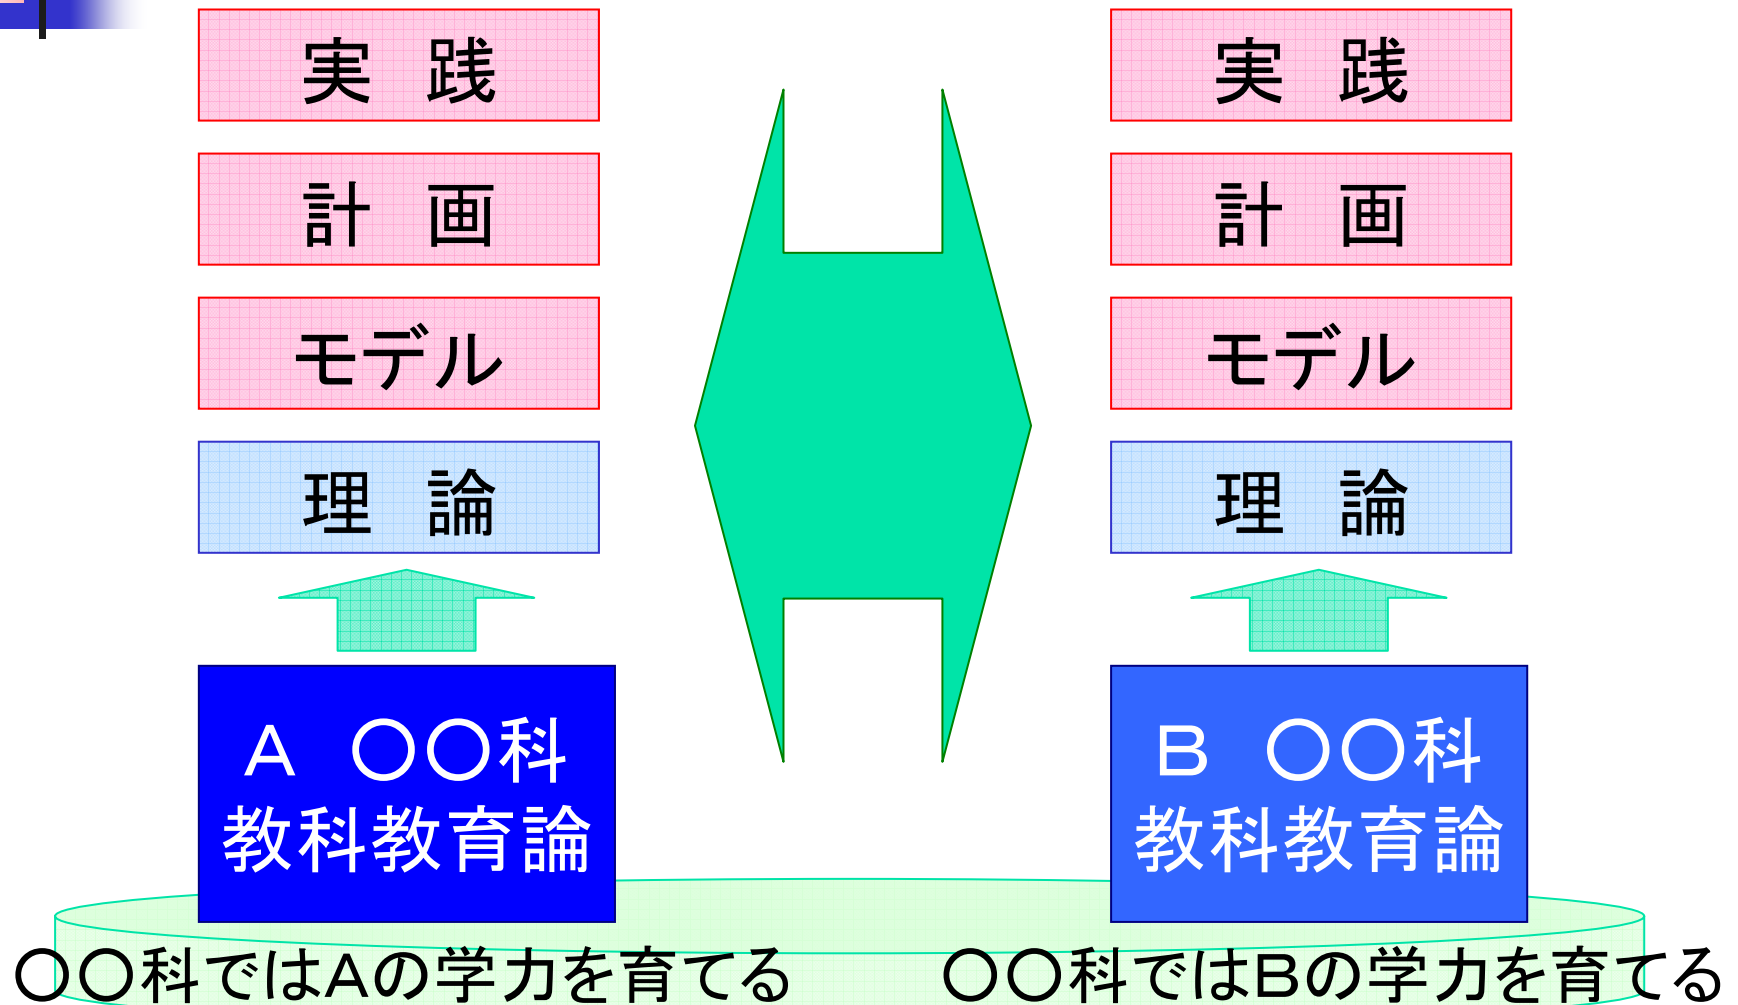 実　践
計　画
モデル
理　論
A　〇〇科
教科教育論
〇〇科ではAの学力を育てる
実　践
計　画
モデル
理　論
B　〇〇科
教科教育論
〇〇科ではBの学力を育てる